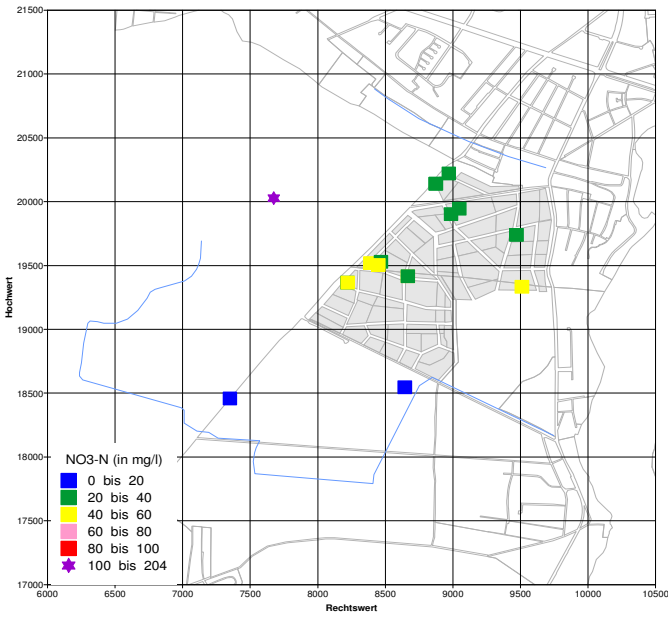 21500
21000
20500
20000
19500
19000
18500
18000
17500
17000
Hochwert
NO3-N (in mg/l)
0 bis 20
20 bis 40
40 bis 60
60 bis 80
80 bis 100
100 bis 204
6000 6500 7000 7500 8000 8500 9000 9500 10000 10500
Rechtswert